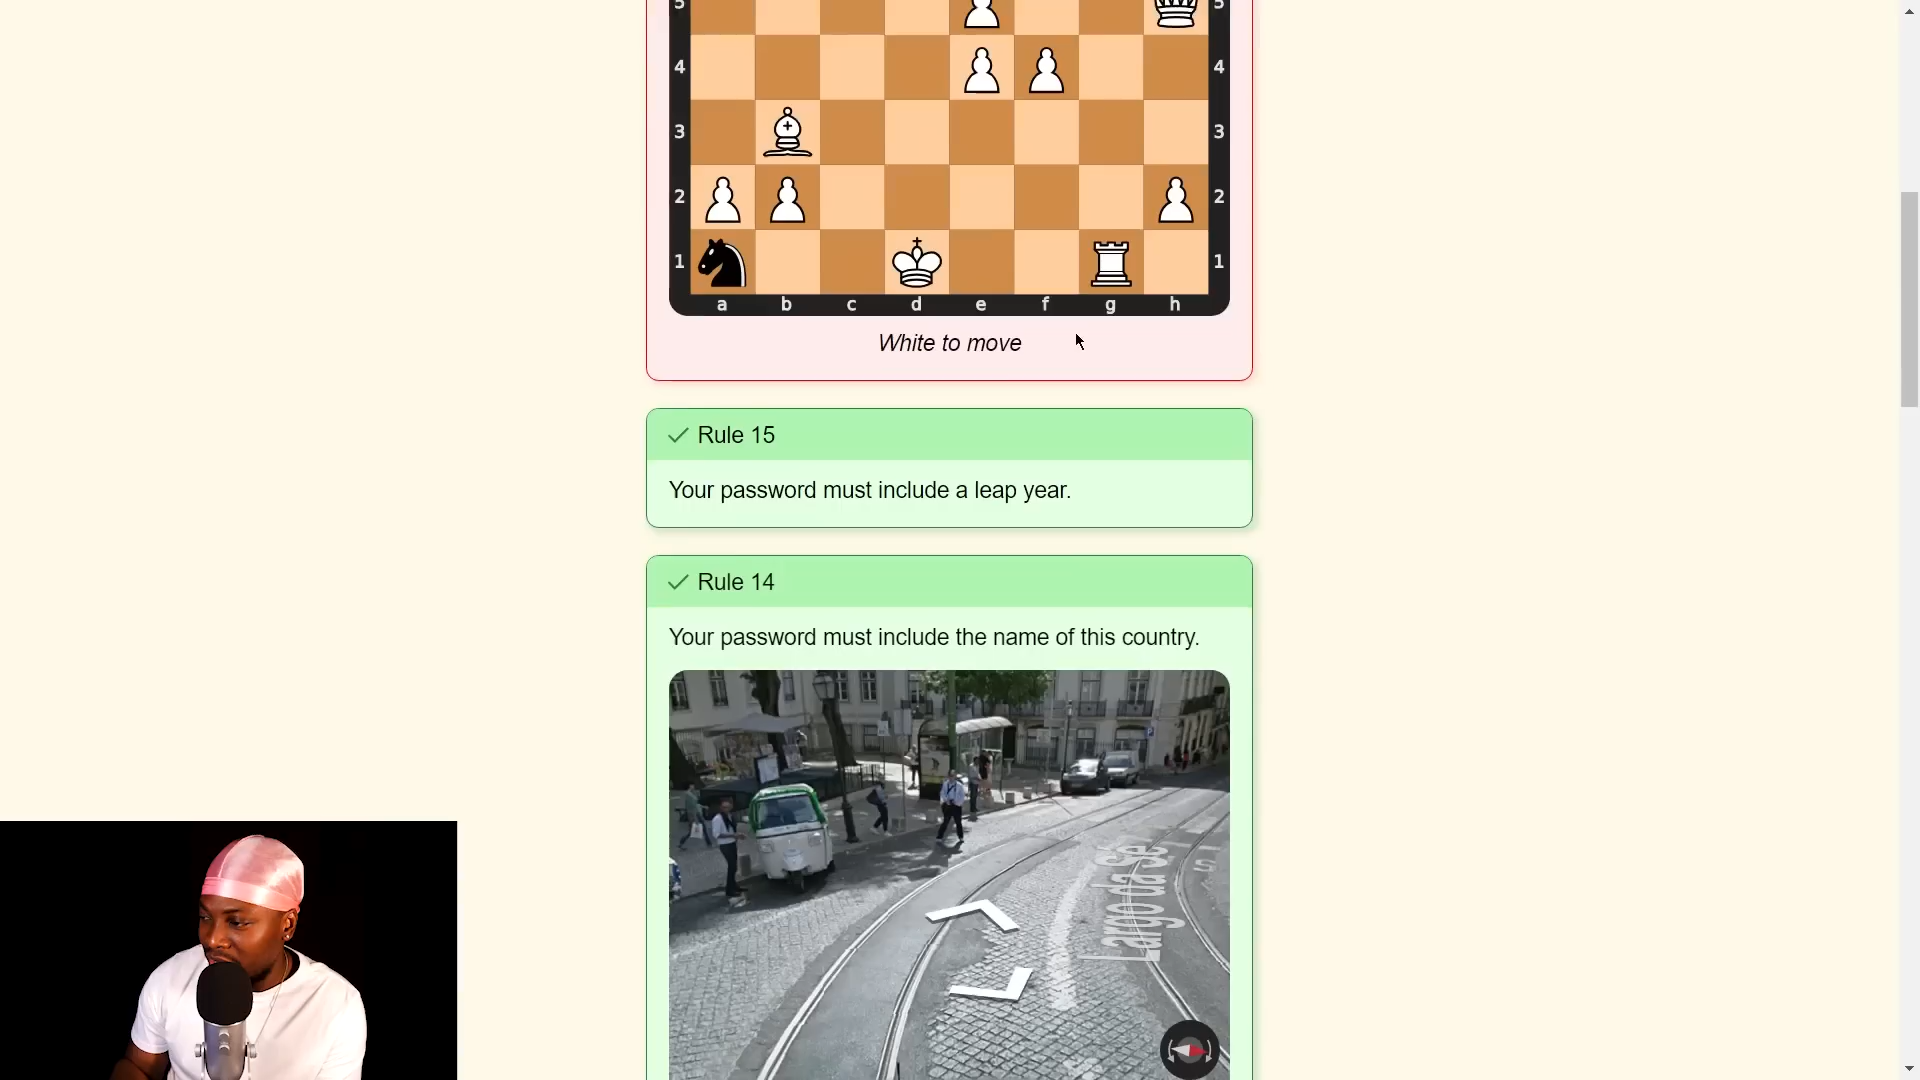 5 5
4 4
3 3
2 2
1 1
a b c d e f g h
White to move
Rule 15
Your password must include a leap year.
Rule 14
Your password must include the name of this country.
Largo da Sé